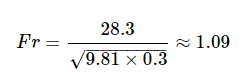 Fr = 28.3 / √(9.81 × 0.3) ≈ 1.09